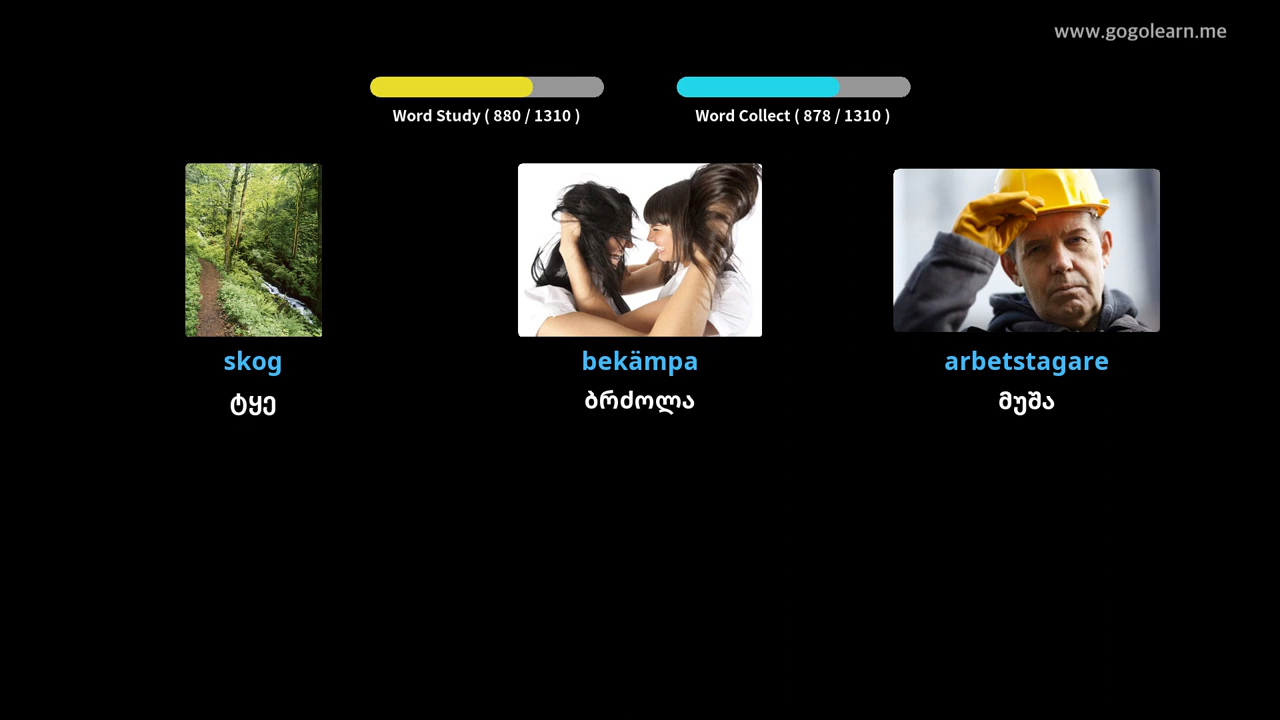 www.gogolearn.me
Word Study ( 880 / 1310 )
Word Collect ( 878 / 1310 )
skog
bekämpa
arbetstagare
ტყე
ბრძოლა
მუშა